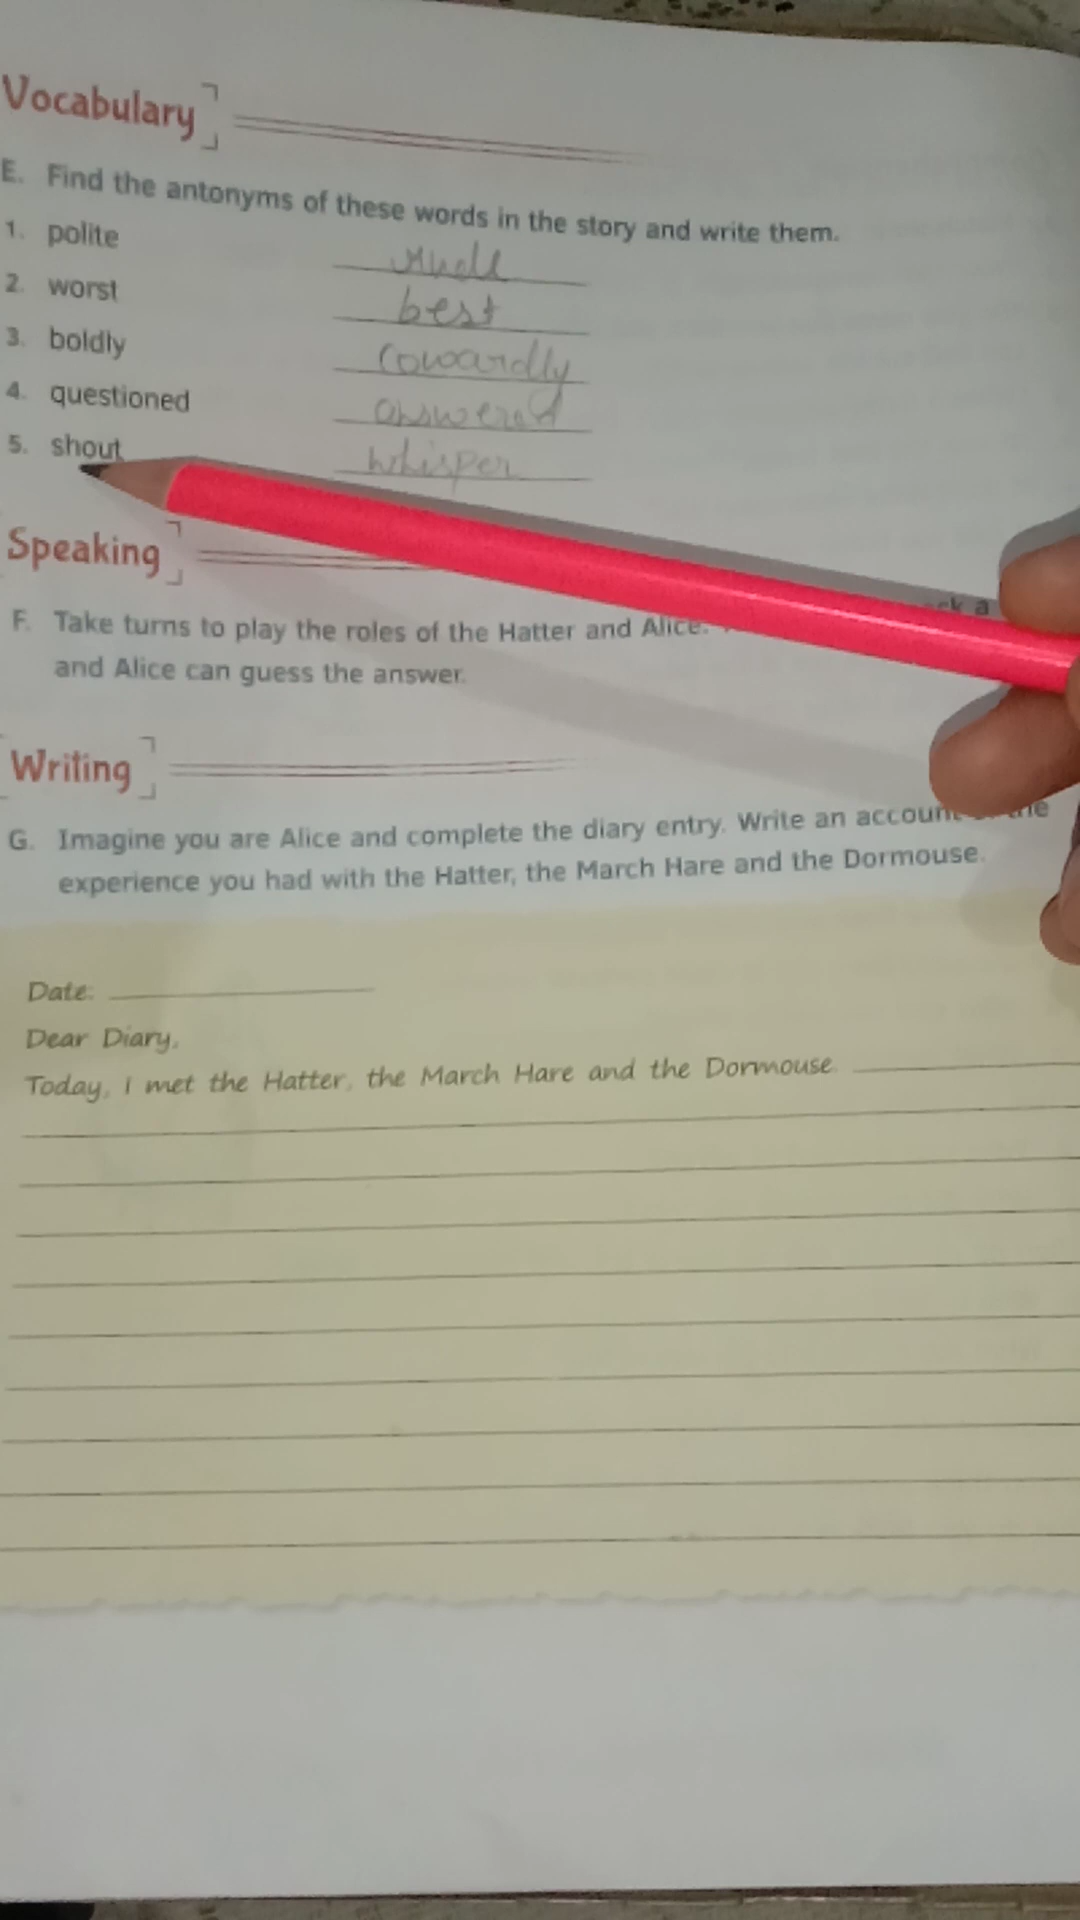 Vocabulary
E. Find the antonyms of these words in the story and write them.
1. polite rude
2. worst best
3. boldly cowardly
4. questioned answered
5. shout whisper
Speaking
F. Take turns to play the roles of the Hatter and Alice. a
and Alice can guess the answer.
Writing
G. Imagine you are Alice and complete the diary entry. Write an account the
experience you had with the Hatter, the March Hare and the Dormouse.
Date:
Dear Diary,
Today, I met the Hatter, the March Hare and the Dormouse.